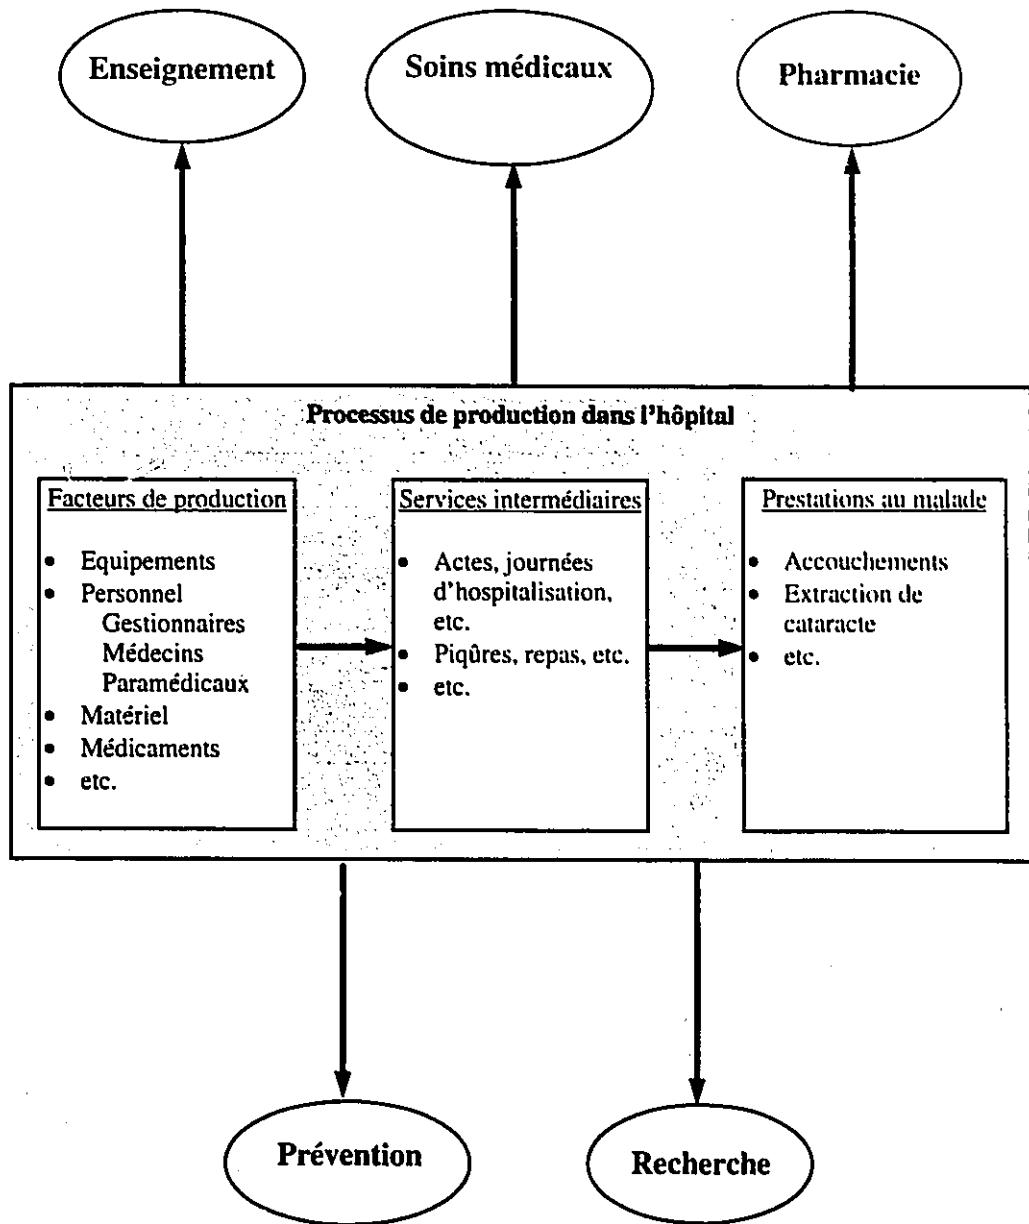 Enseignement
Soins médicaux
Pharmacie
Processus de production dans l'hôpital
Facteurs de production
• Equipements
• Personnel
Gestionnaires
Médecins
Paramédicaux
• Matériel
• Médicaments
• etc.
Services intermédiaires
• Actes, journées
d'hospitalisation,
etc.
• Piqûres, repas, etc.
• etc.
Prestations au malade
• Accouchements
• Extraction de
cataracte
• etc.
Prévention
Recherche